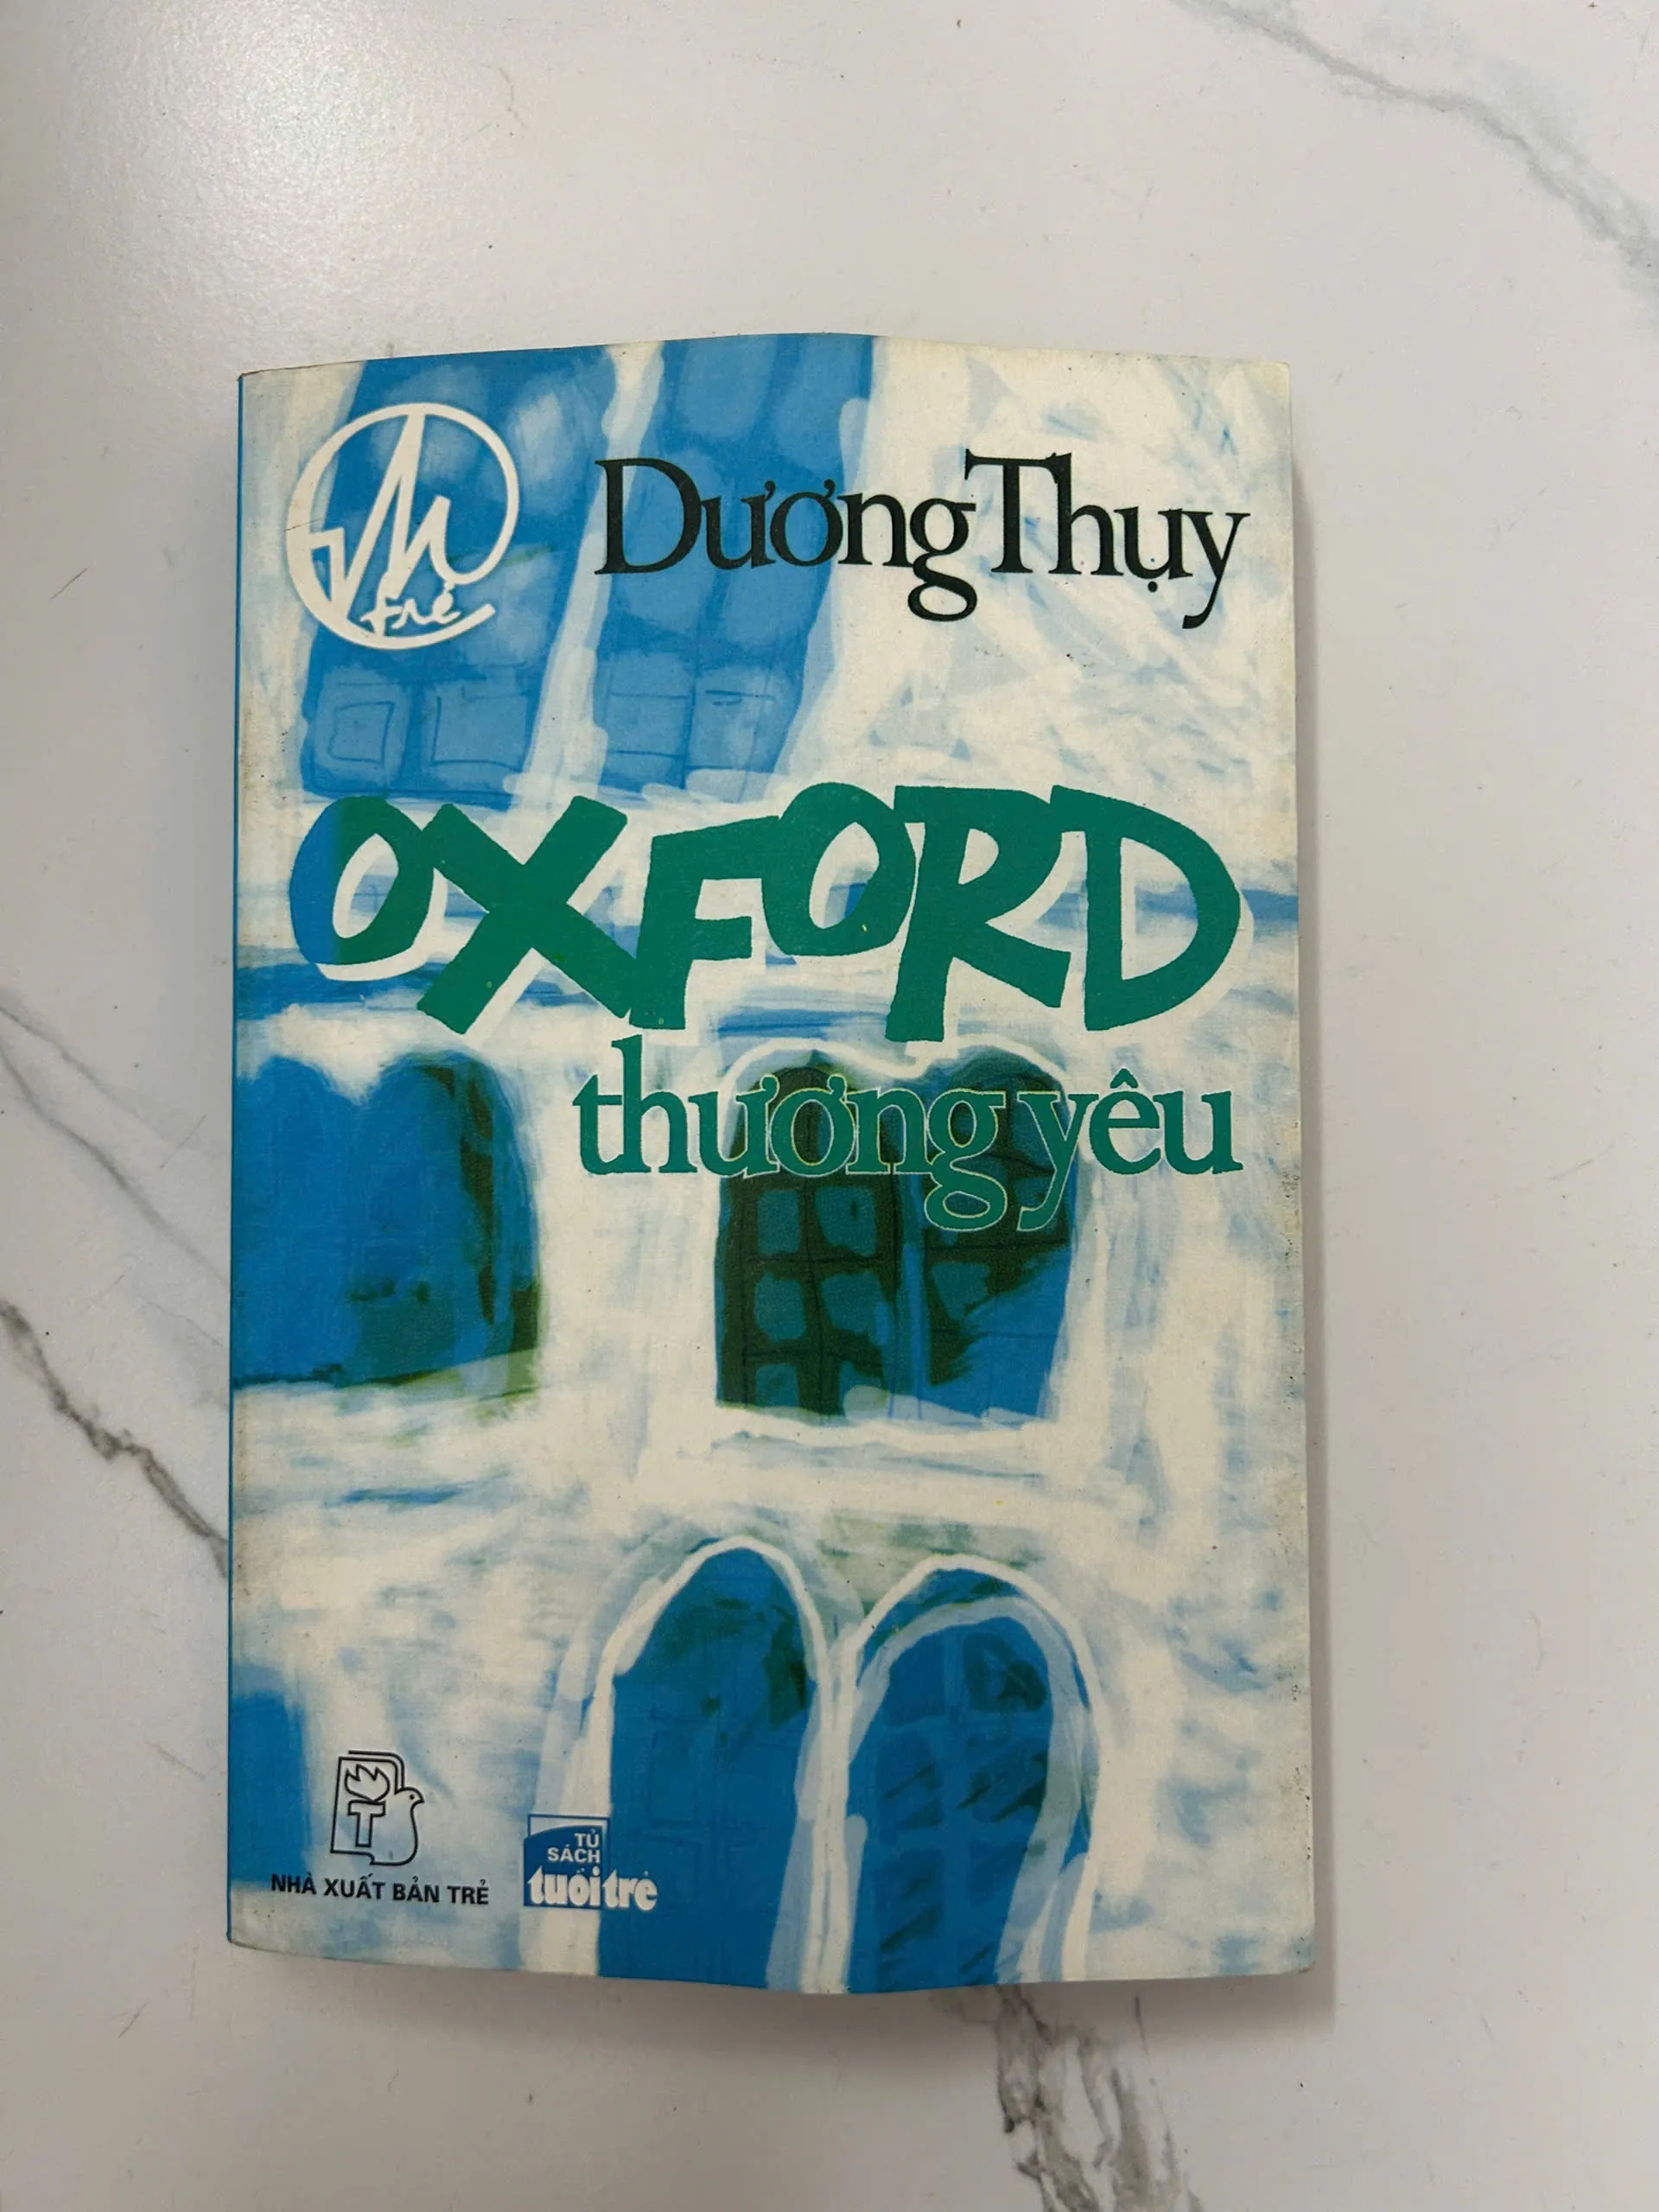 Dương Thụy
OXFORD
thương yêu
NHÀ XUẤT BẢN TRẺ
TỦ
SÁCH
tuổi trẻ